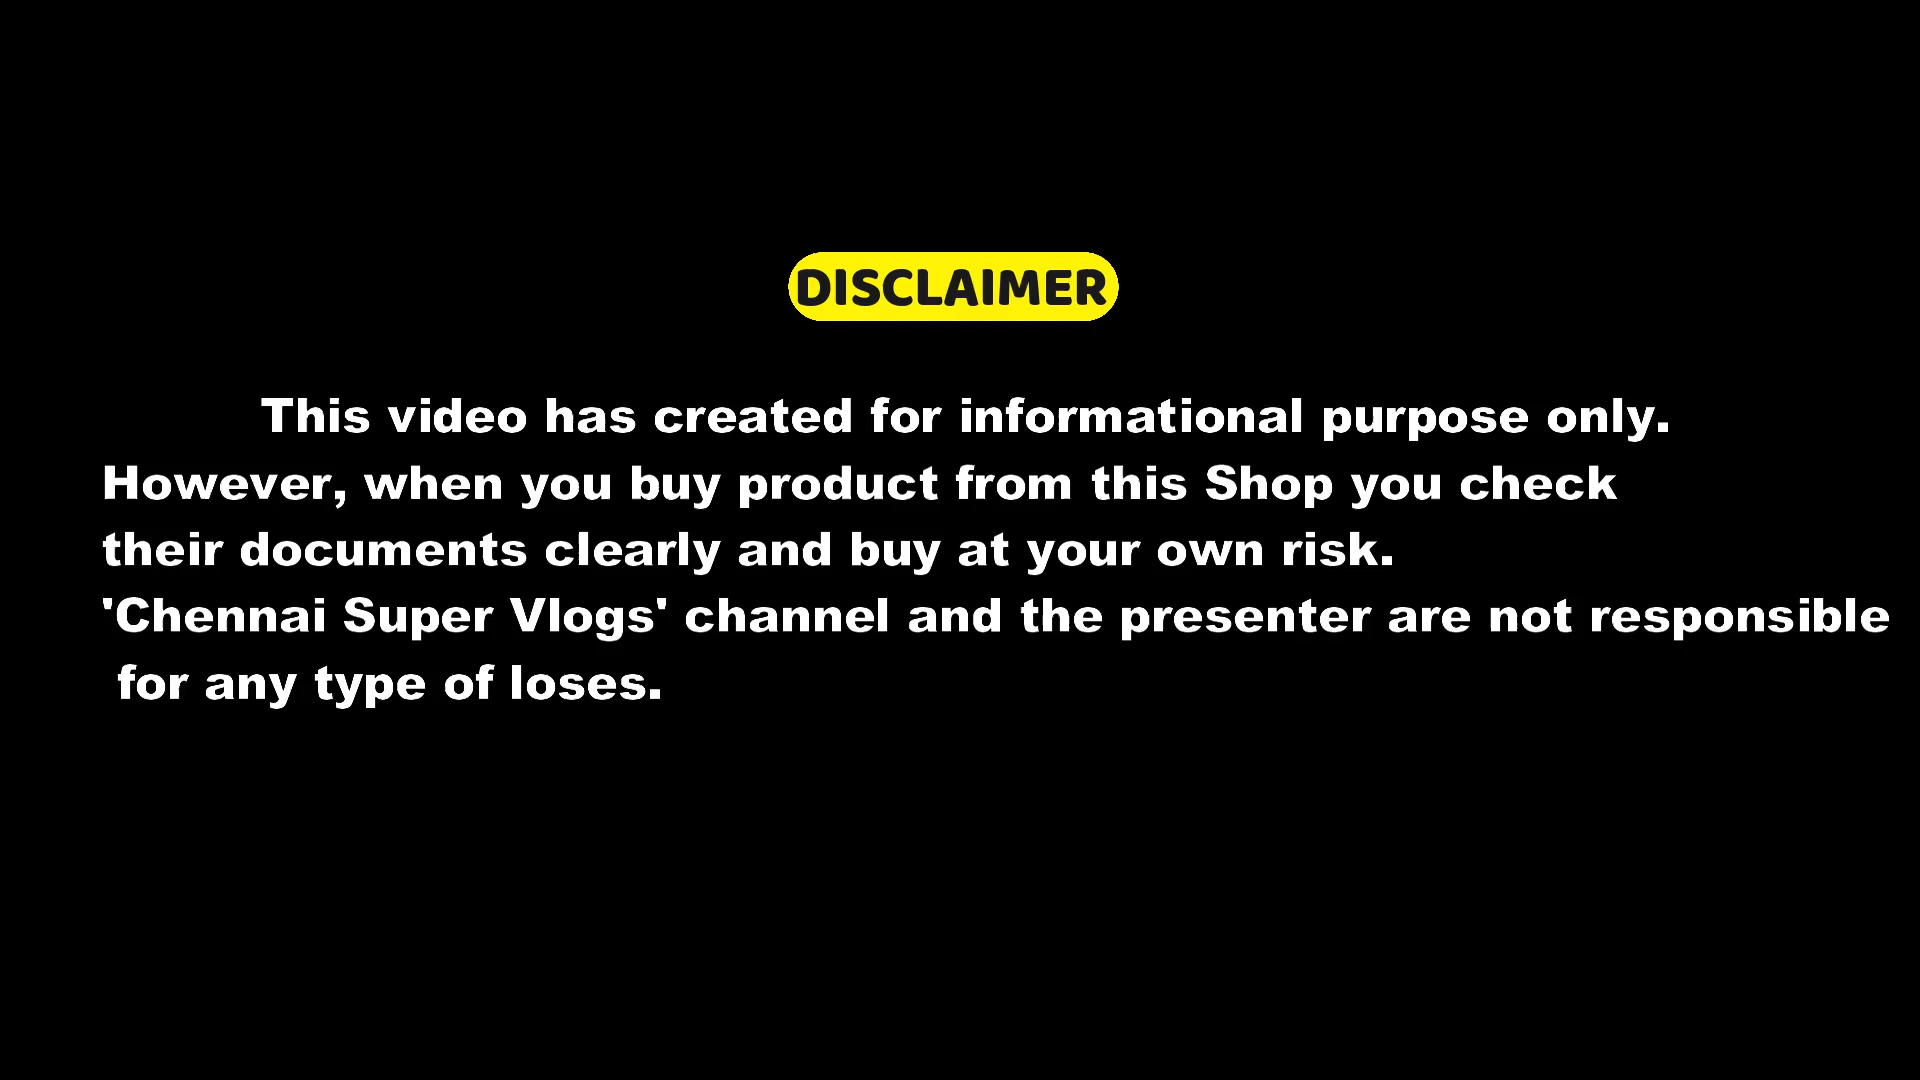 DISCLAIMER
This video has created for informational purpose only.
However, when you buy product from this Shop you check
their documents clearly and buy at your own risk.
'Chennai Super Vlogs' channel and the presenter are not responsible
for any type of loses.